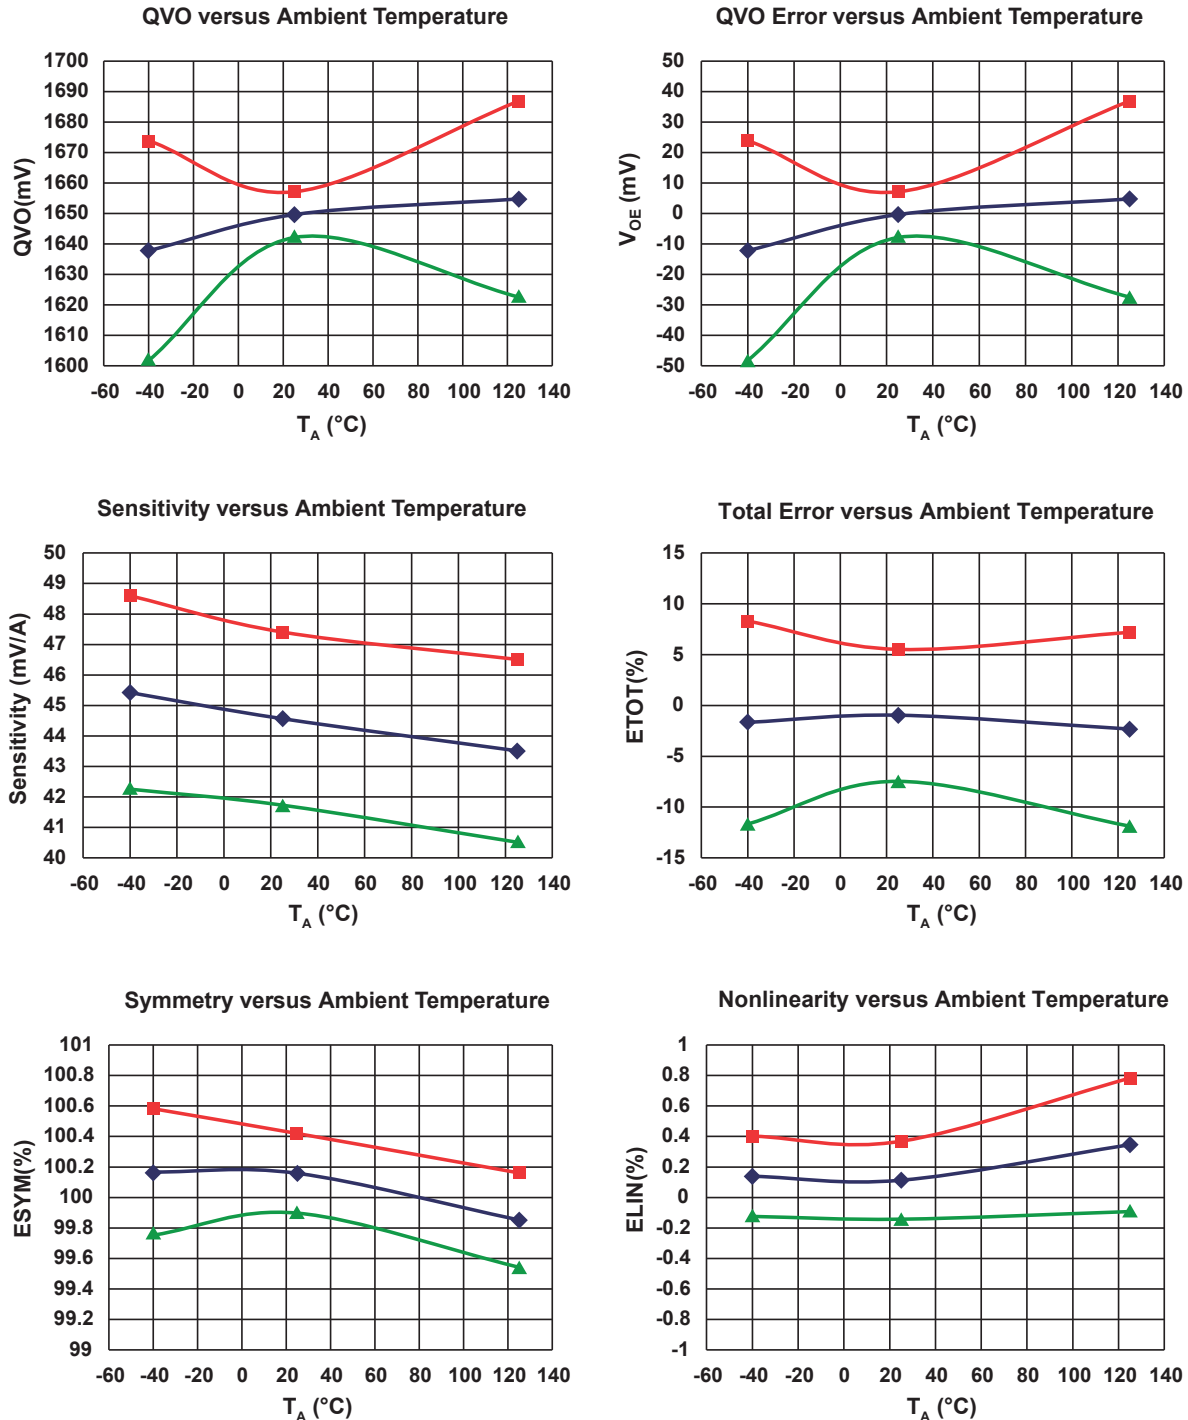 QVO versus Ambient Temperature
1700
1690
1680
1670
1660
1650
1640
1630
1620
1610
1600
QVO(mV)
-60 -40 -20 0 20 40 60 80 100 120 140
TA (°C)
QVO Error versus Ambient Temperature
50
40
30
20
10
0
-10
-20
-30
-40
-50
VOE (mV)
-60 -40 -20 0 20 40 60 80 100 120 140
TA (°C)
Sensitivity versus Ambient Temperature
50
49
48
47
46
45
44
43
42
41
40
Sensitivity (mV/A)
-60 -40 -20 0 20 40 60 80 100 120 140
TA (°C)
Total Error versus Ambient Temperature
15
10
5
0
-5
-10
-15
ETOT(%)
-60 -40 -20 0 20 40 60 80 100 120 140
TA (°C)
Symmetry versus Ambient Temperature
101
100.8
100.6
100.4
100.2
100
99.8
99.6
99.4
99.2
99
ESYM(%)
-60 -40 -20 0 20 40 60 80 100 120 140
TA (°C)
Nonlinearity versus Ambient Temperature
1
0.8
0.6
0.4
0.2
0
-0.2
-0.4
-0.6
-0.8
-1
ELIN(%)
-60 -40 -20 0 20 40 60 80 100 120 140
TA (°C)